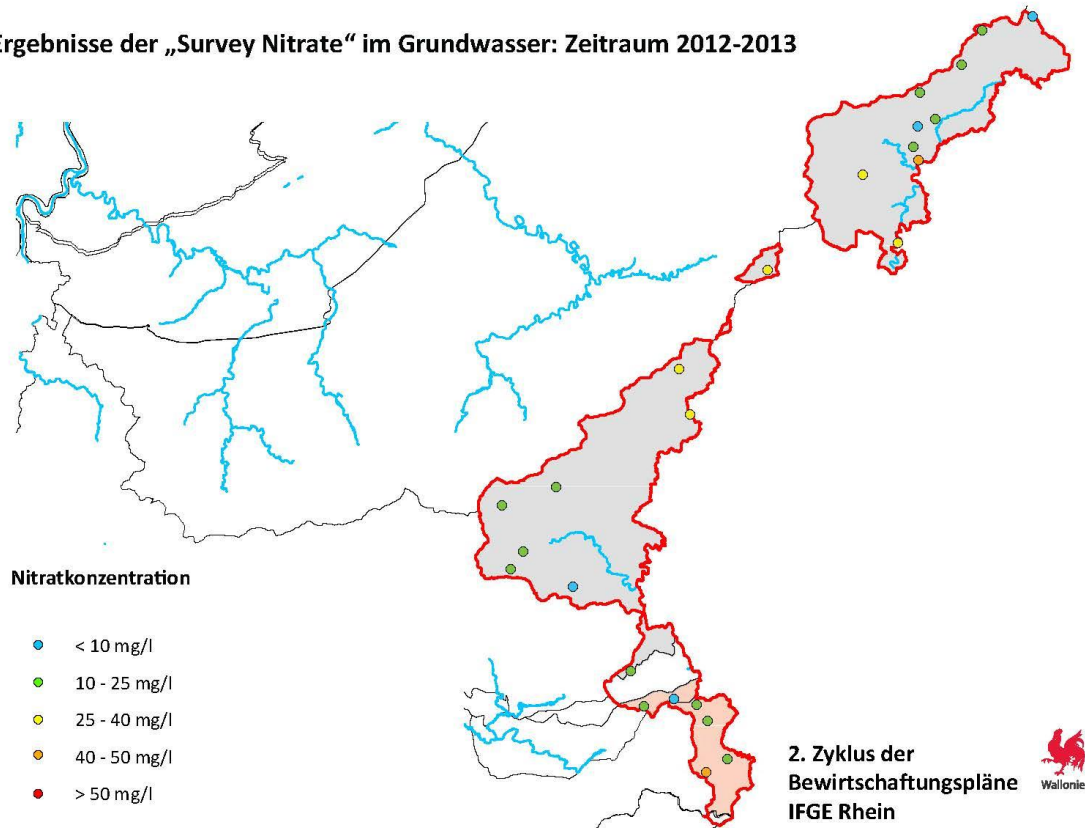 Ergebnisse der „Survey Nitrate“ im Grundwasser: Zeitraum 2012-2013
Nitratkonzentration
< 10 mg/l
10 - 25 mg/l
25 - 40 mg/l
40 - 50 mg/l
> 50 mg/l
2. Zyklus der
Bewirtschaftungspläne
IFGE Rhein
Wallonie